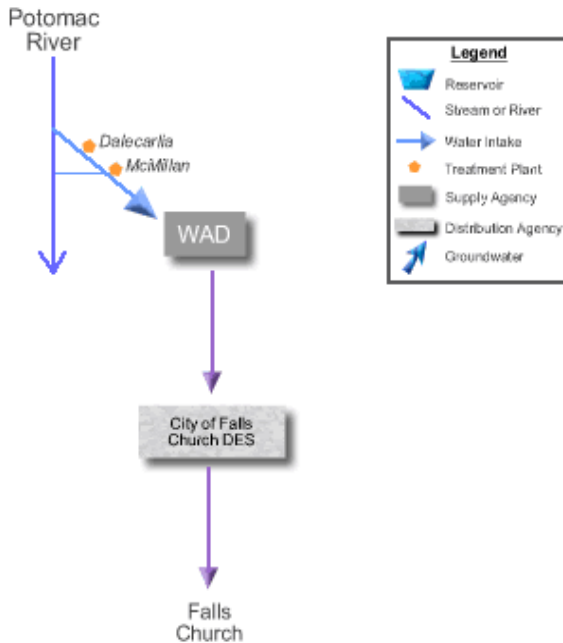 Potomac
River
Dalecarlia
McMillan
WAD
City of Falls
Church DES
Falls
Church
Legend
Reservoir
Stream or River
Water Intake
Treatment Plant
Supply Agency
Distribution Agency
Groundwater